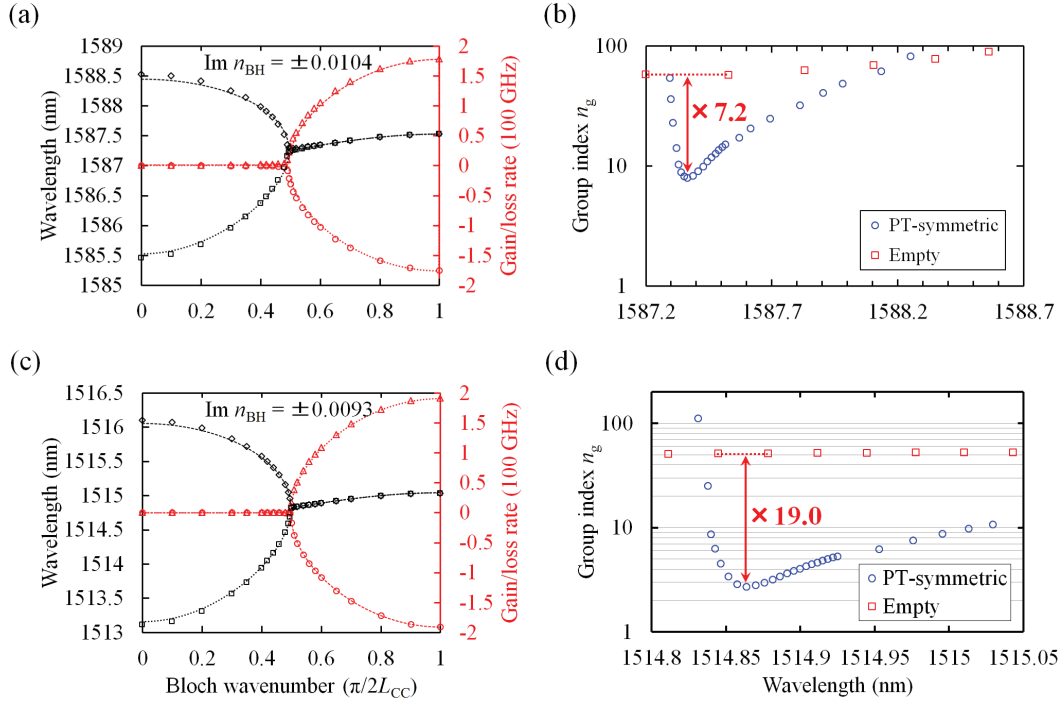 (a)
Wavelength (nm)
1589
1588.5
1588
1587.5
1587
1586.5
1586
1585.5
1585
Im nBH = ±0.0104
0 0.2 0.4 0.6 0.8 1
2
1.5
1
0.5
0
-0.5
-1
-1.5
-2
Gain/loss rate (100 GHz)
(b)
Group index ng
100
10
1
× 7.2
PT-symmetric
Empty
1587.2 1587.7 1588.2 1588.7
(c)
Wavelength (nm)
1516.5
1516
1515.5
1515
1514.5
1514
1513.5
1513
Im nBH = ±0.0093
0 0.2 0.4 0.6 0.8 1
Bloch wavenumber (π/2LCC)
2
1.5
1
0.5
0
-0.5
-1
-1.5
-2
Gain/loss rate (100 GHz)
(d)
Group index ng
100
10
1
× 19.0
PT-symmetric
Empty
1514.8 1514.85 1514.9 1514.95 1515 1515.05
Wavelength (nm)